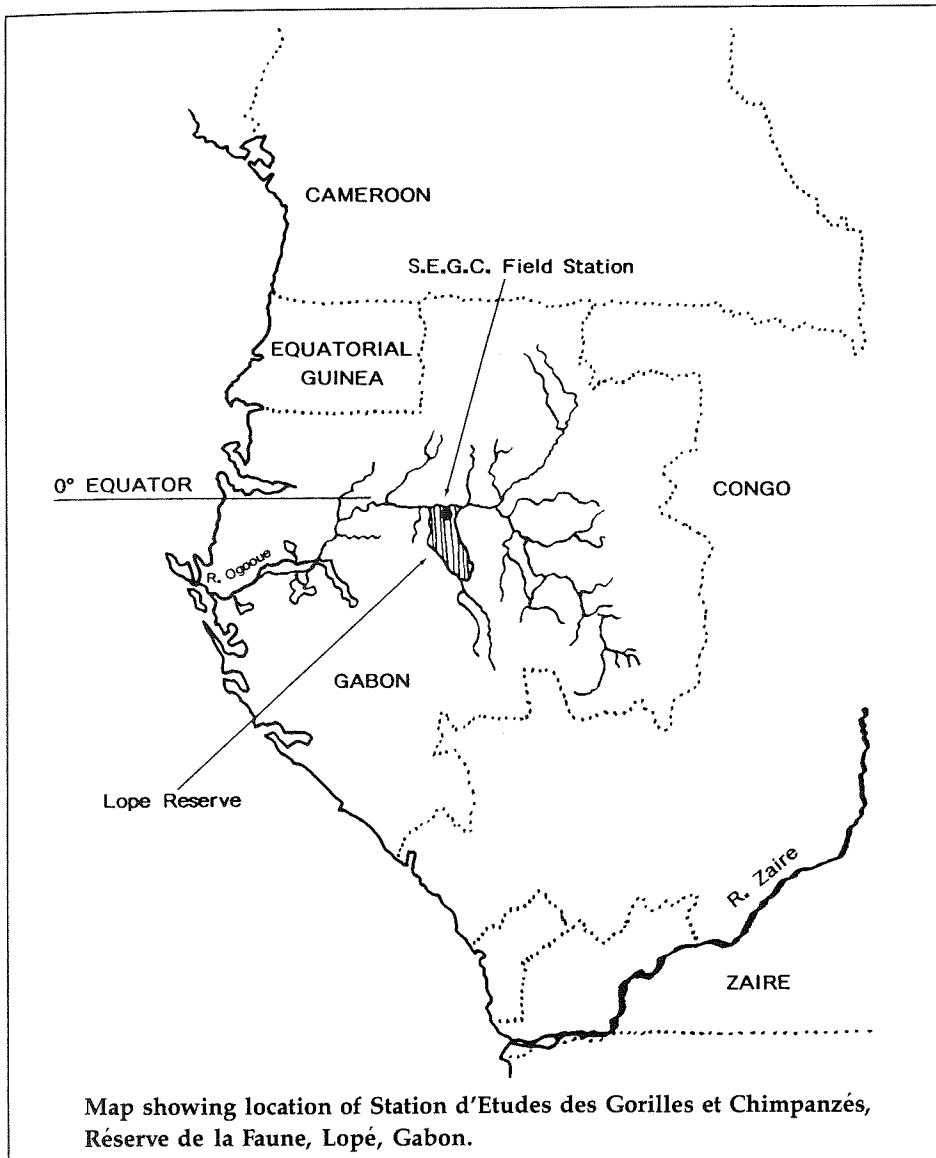 CAMEROON
S.E.G.C. Field Station
EQUATORIAL
GUINEA
0° EQUATOR
CONGO
R. Ogooue
GABON
Lope Reserve
R. Zaire
ZAIRE
Map showing location of Station d'Etudes des Gorilles et Chimpanzés,
Réserve de la Faune, Lopé, Gabon.